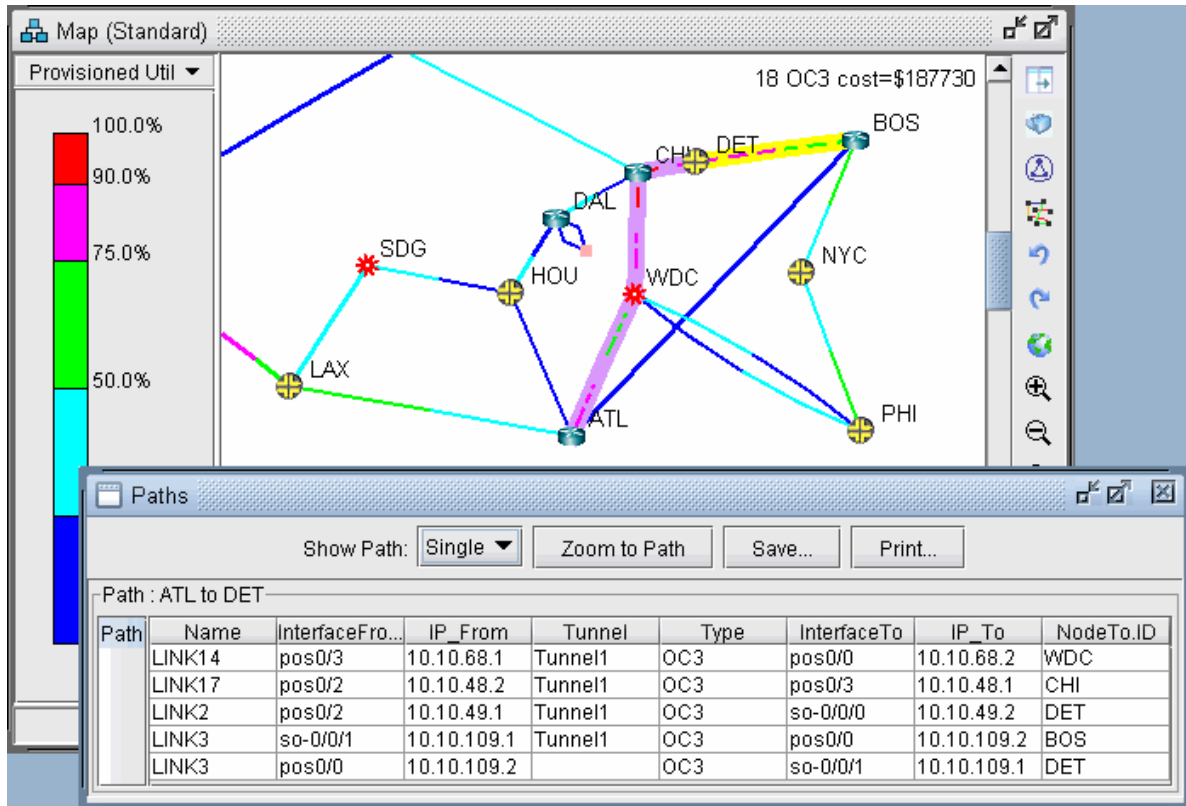 Map (Standard)
Provisioned Util
18 OC3 cost=$187730
100.0%
90.0%
75.0%
50.0%
BOS
DET
CHI
DAL
SDG
HOU
WDC
NYC
LAX
ATL
PHI
Paths
Show Path: Single Zoom to Path Save... Print...
Path : ATL to DET
Path Name InterfaceFro... IP_From Tunnel Type InterfaceTo IP_To NodeTo.ID
LINK14 pos0/3 10.10.68.1 Tunnel1 OC3 pos0/0 10.10.68.2 WDC
LINK17 pos0/2 10.10.48.2 Tunnel1 OC3 pos0/3 10.10.48.1 CHI
LINK2 pos0/2 10.10.49.1 Tunnel1 OC3 so-0/0/0 10.10.49.2 DET
LINK3 so-0/0/1 10.10.109.1 Tunnel1 OC3 pos0/0 10.10.109.2 BOS
LINK3 pos0/0 10.10.109.2 OC3 so-0/0/1 10.10.109.1 DET